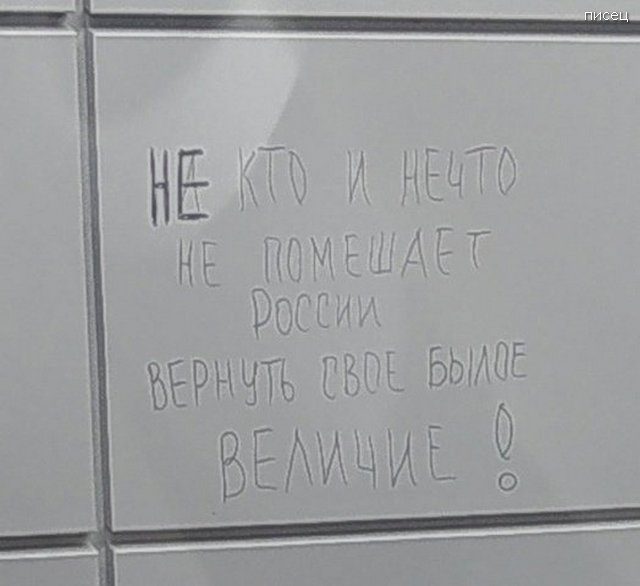 писец
НЕ КТО И НЕЧТО
НЕ ПОМЕШАЕТ
РОССИИ
ВЕРНУТЬ СВОЕ БЫЛОЕ
ВЕЛИЧИЕ!